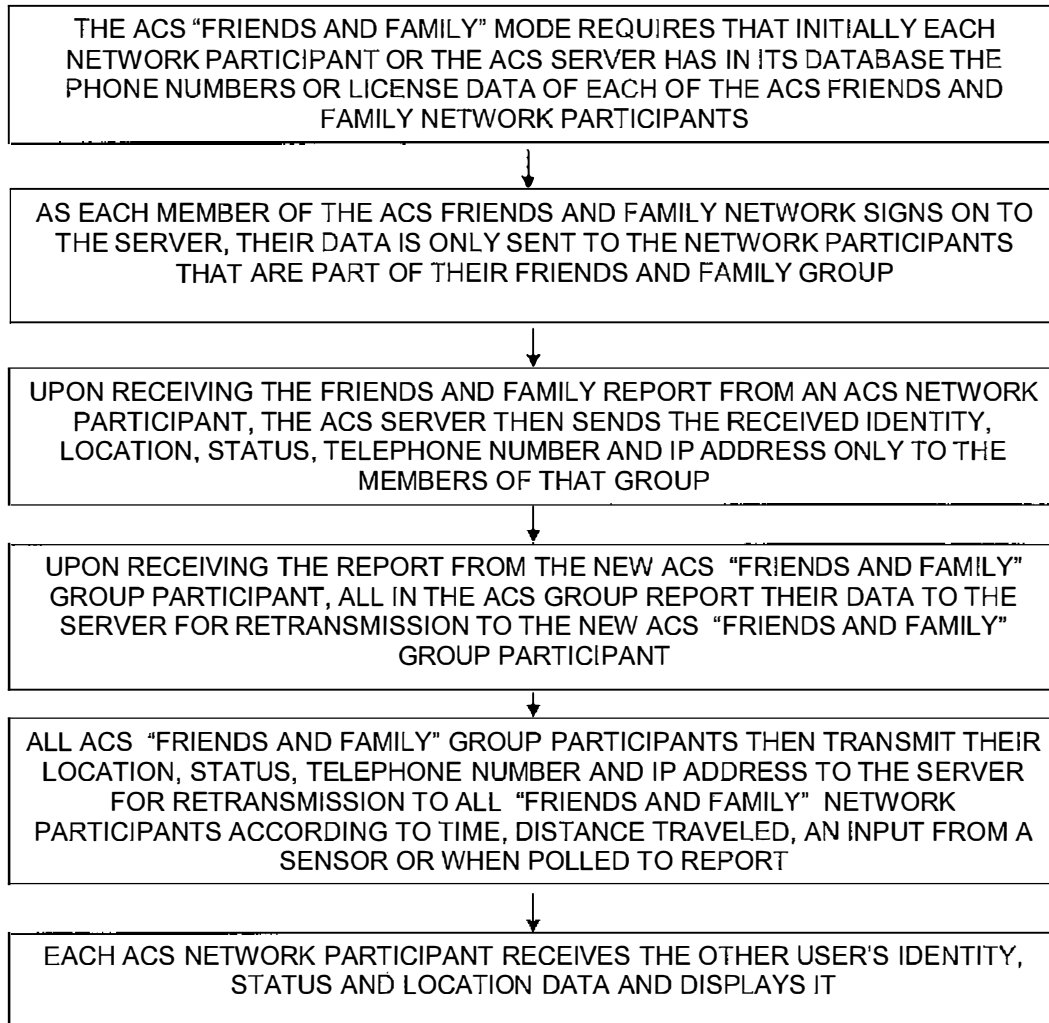 THE ACS “FRIENDS AND FAMILY” MODE REQUIRES THAT INITIALLY EACH
NETWORK PARTICIPANT OR THE ACS SERVER HAS IN ITS DATABASE THE
PHONE NUMBERS OR LICENSE DATA OF EACH OF THE ACS FRIENDS AND
FAMILY NETWORK PARTICIPANTS
AS EACH MEMBER OF THE ACS FRIENDS AND FAMILY NETWORK SIGNS ON TO
THE SERVER, THEIR DATA IS ONLY SENT TO THE NETWORK PARTICIPANTS
THAT ARE PART OF THEIR FRIENDS AND FAMILY GROUP
UPON RECEIVING THE FRIENDS AND FAMILY REPORT FROM AN ACS NETWORK
PARTICIPANT, THE ACS SERVER THEN SENDS THE RECEIVED IDENTITY,
LOCATION, STATUS, TELEPHONE NUMBER AND IP ADDRESS ONLY TO THE
MEMBERS OF THAT GROUP
UPON RECEIVING THE REPORT FROM THE NEW ACS “FRIENDS AND FAMILY”
GROUP PARTICIPANT, ALL IN THE ACS GROUP REPORT THEIR DATA TO THE
SERVER FOR RETRANSMISSION TO THE NEW ACS “FRIENDS AND FAMILY”
GROUP PARTICIPANT
ALL ACS “FRIENDS AND FAMILY” GROUP PARTICIPANTS THEN TRANSMIT THEIR
LOCATION, STATUS, TELEPHONE NUMBER AND IP ADDRESS TO THE SERVER
FOR RETRANSMISSION TO ALL “FRIENDS AND FAMILY” NETWORK
PARTICIPANTS ACCORDING TO TIME, DISTANCE TRAVELED, AN INPUT FROM A
SENSOR OR WHEN POLLED TO REPORT
EACH ACS NETWORK PARTICIPANT RECEIVES THE OTHER USER'S IDENTITY,
STATUS AND LOCATION DATA AND DISPLAYS IT